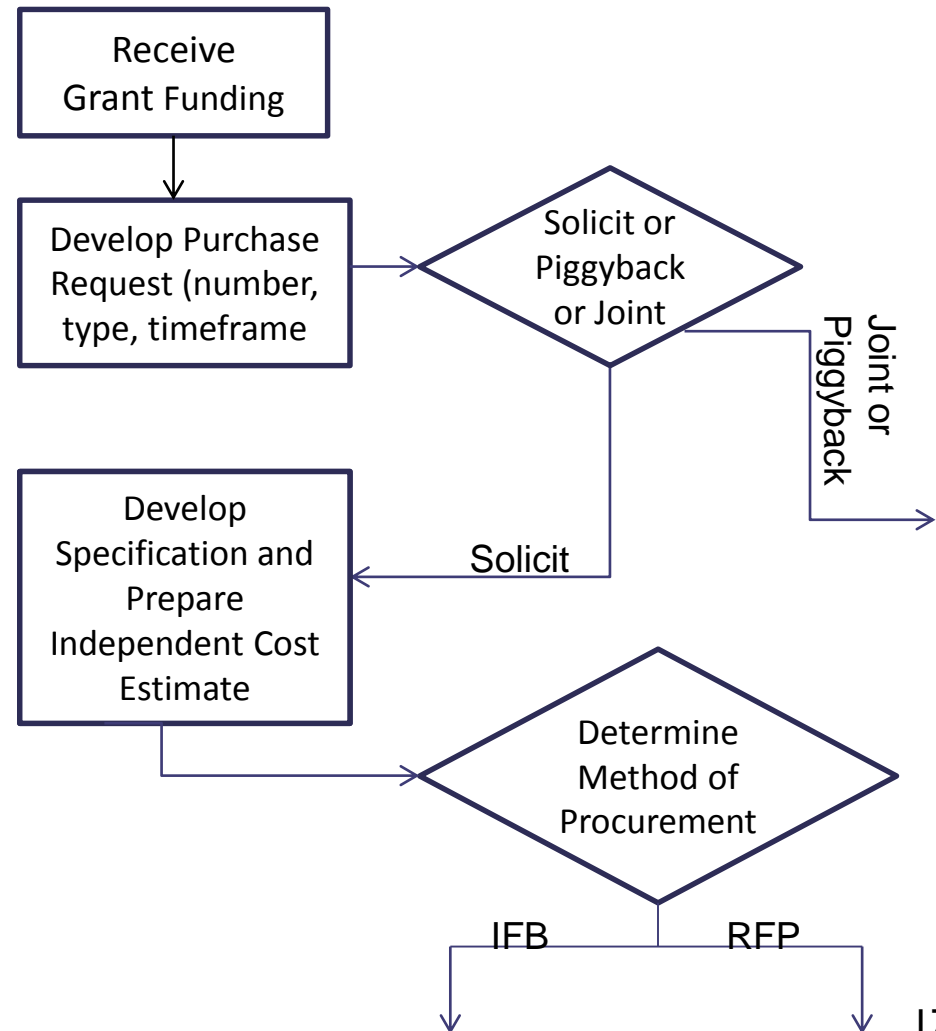 Receive
Grant Funding
Develop Purchase
Request (number,
type, timeframe
Solicit or
Piggyback
or Joint
Joint or
Piggyback
Develop
Specification and
Prepare
Independent Cost
Estimate
Solicit
Determine
Method of
Procurement
IFB
RFP